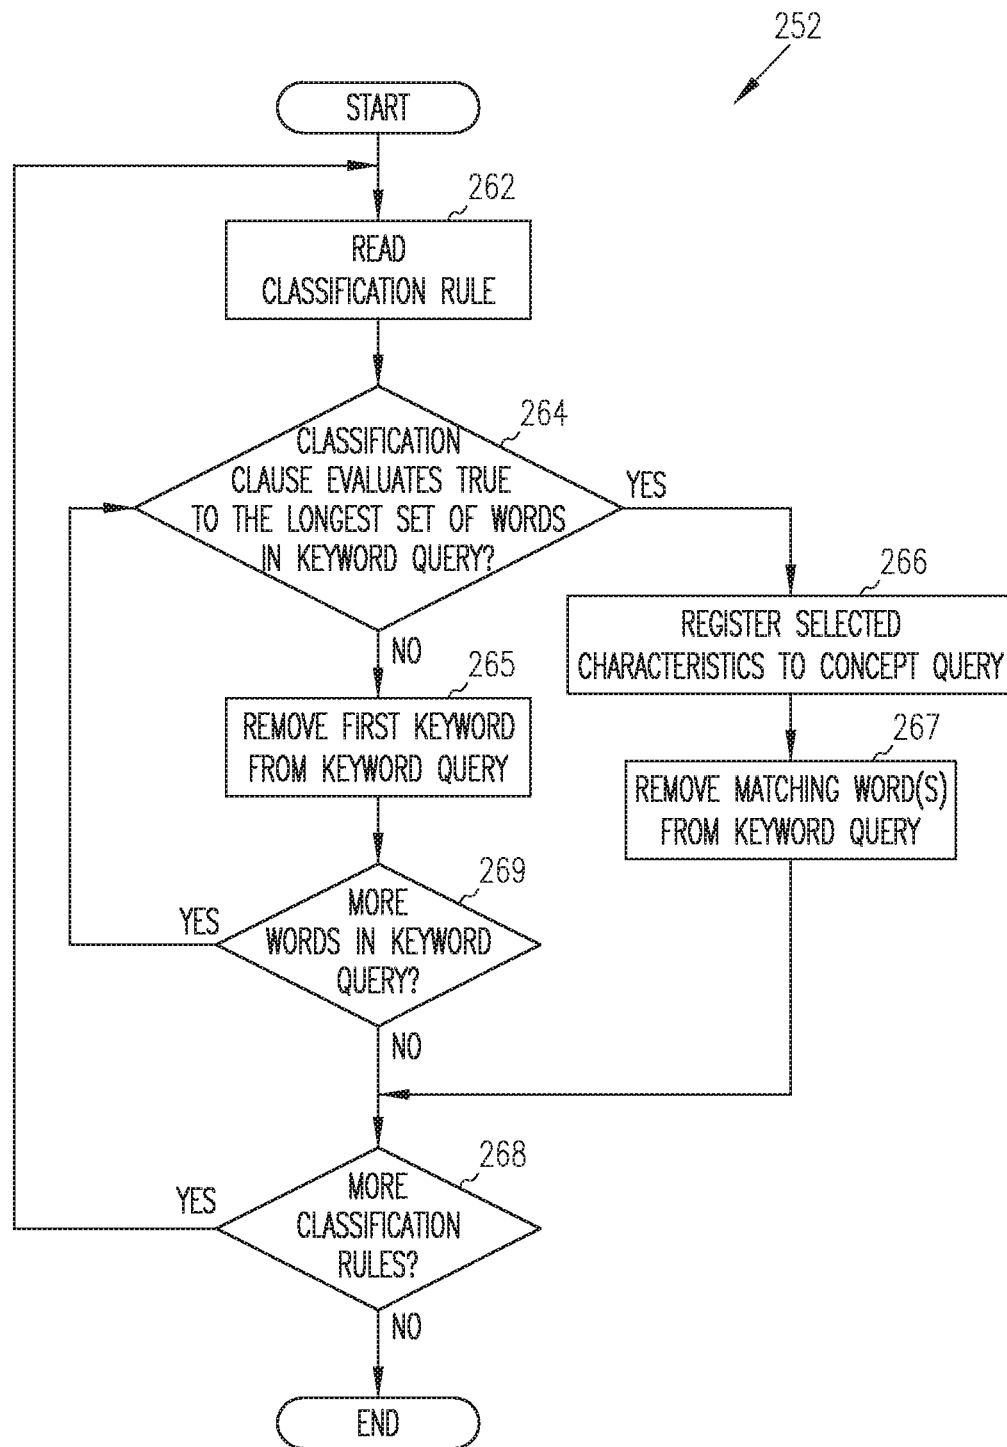 252
START
262
READ
CLASSIFICATION RULE
264
CLASSIFICATION
CLAUSE EVALUATES TRUE
TO THE LONGEST SET OF WORDS
IN KEYWORD QUERY?
YES
NO
266
REGISTER SELECTED
CHARACTERISTICS TO CONCEPT QUERY
265
REMOVE FIRST KEYWORD
FROM KEYWORD QUERY
267
REMOVE MATCHING WORD(S)
FROM KEYWORD QUERY
269
MORE
WORDS IN KEYWORD
QUERY?
YES
NO
268
MORE
CLASSIFICATION
RULES?
YES
NO
END